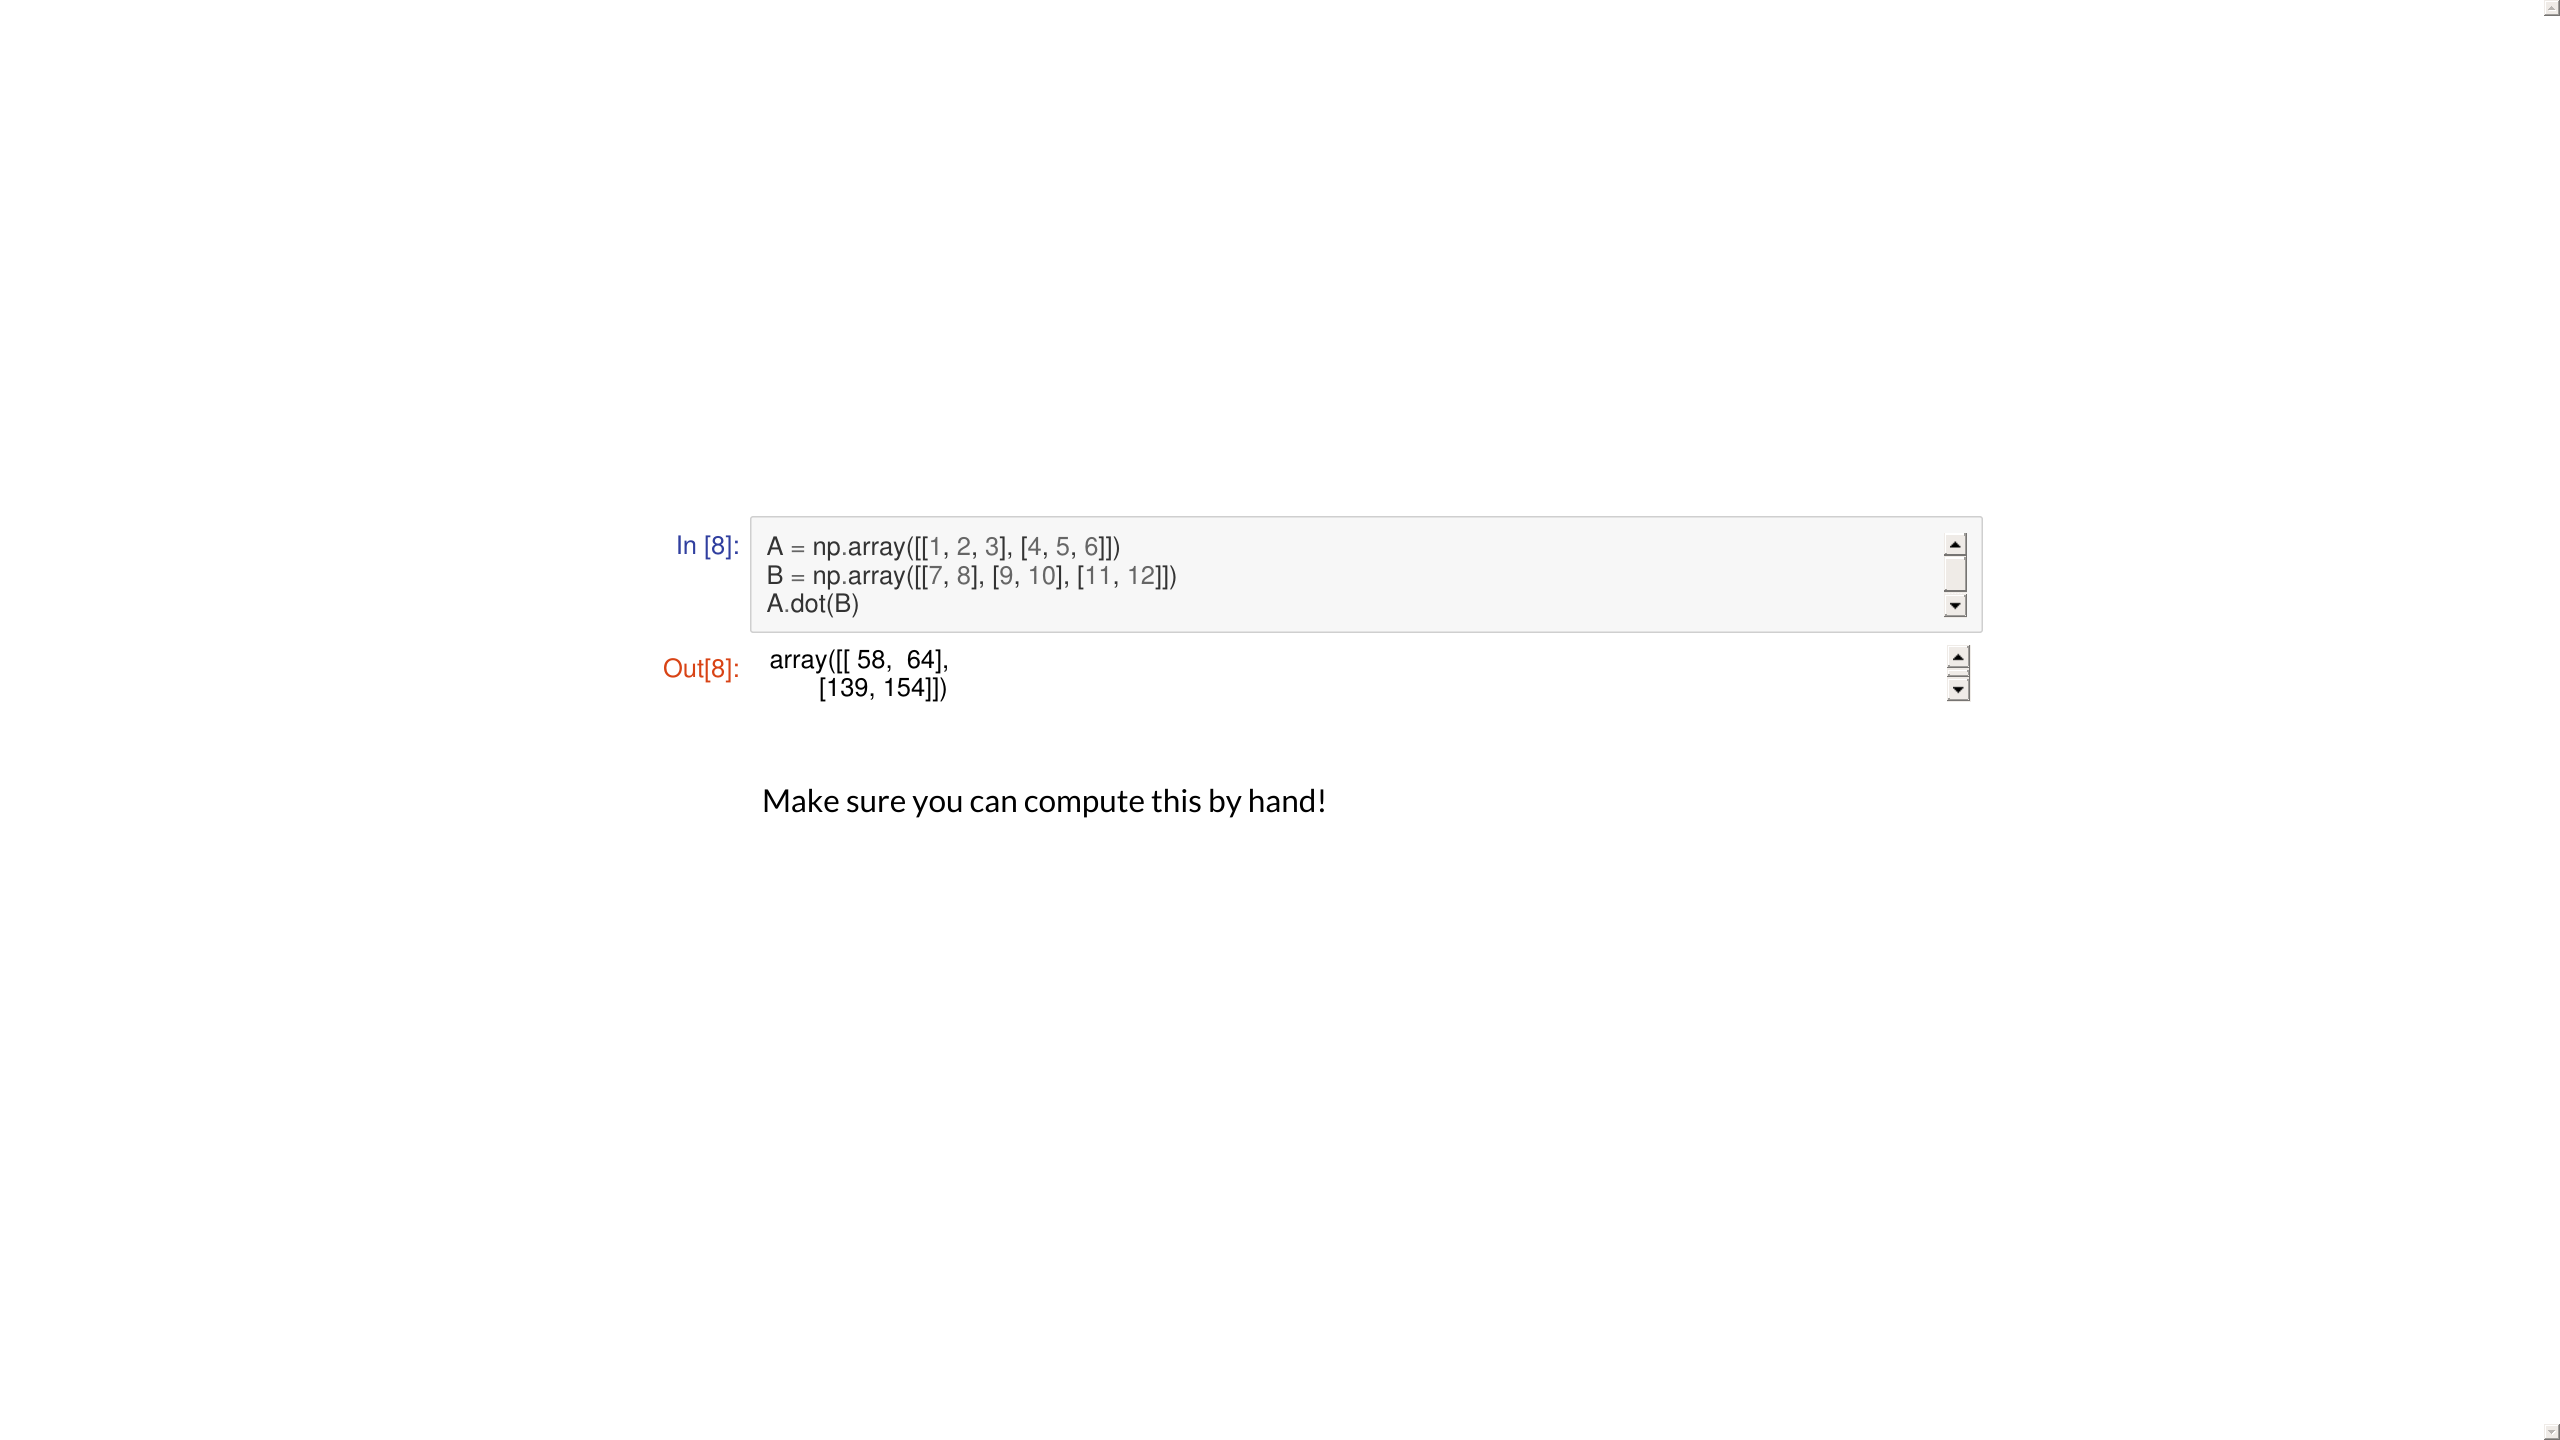 In [8]: A = np.array([[1, 2, 3], [4, 5, 6]])
B = np.array([[7, 8], [9, 10], [11, 12]])
A.dot(B)
Out[8]: array([[ 58,  64],
[139, 154]])
Make sure you can compute this by hand!